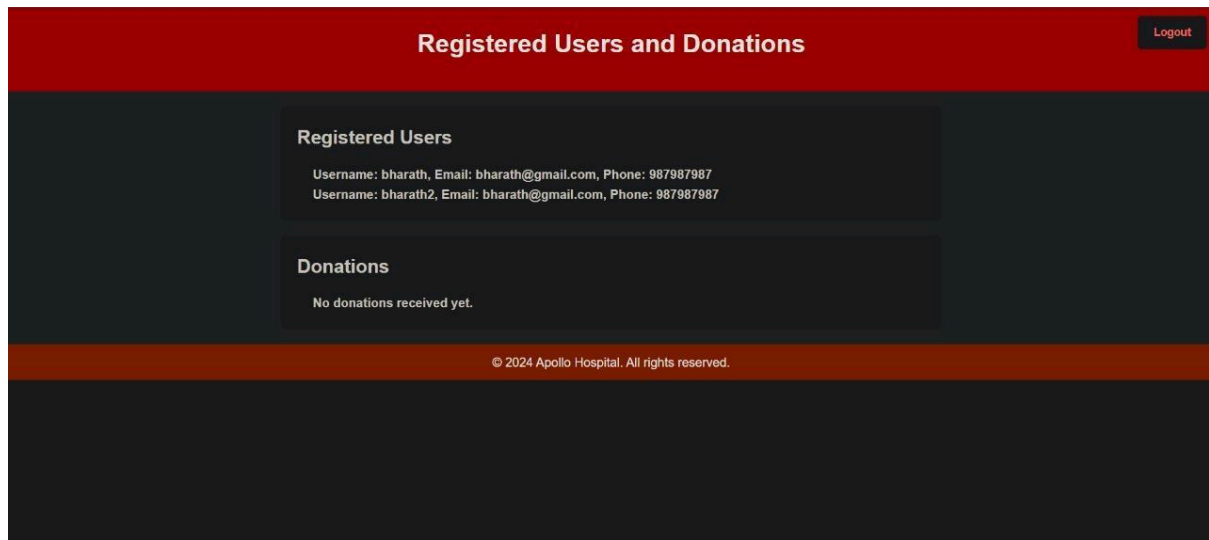 Registered Users and Donations
Logout
Registered Users
Username: bharath, Email: bharath@gmail.com, Phone: 987987987
Username: bharath2, Email: bharath@gmail.com, Phone: 987987987
Donations
No donations received yet.
© 2024 Apollo Hospital. All rights reserved.